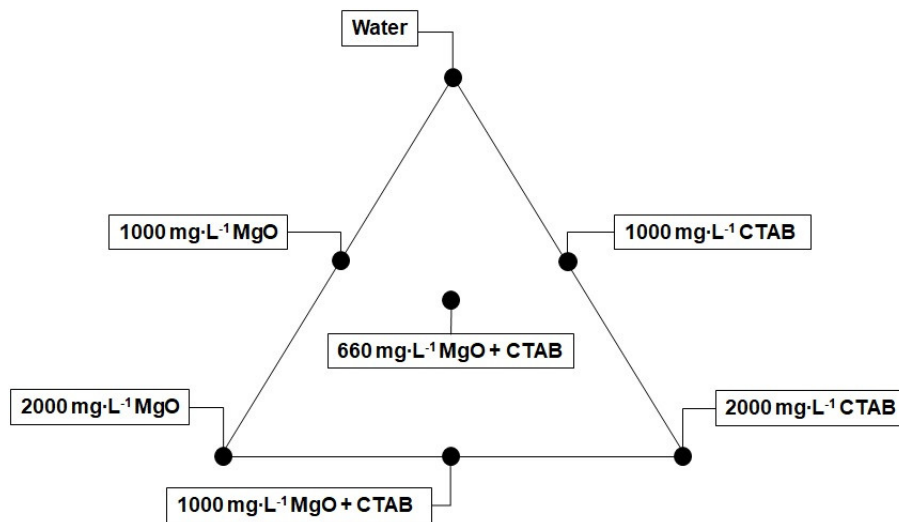 Water
1000 mg·L⁻¹ MgO
1000 mg·L⁻¹ CTAB
660 mg·L⁻¹ MgO + CTAB
2000 mg·L⁻¹ MgO
2000 mg·L⁻¹ CTAB
1000 mg·L⁻¹ MgO + CTAB